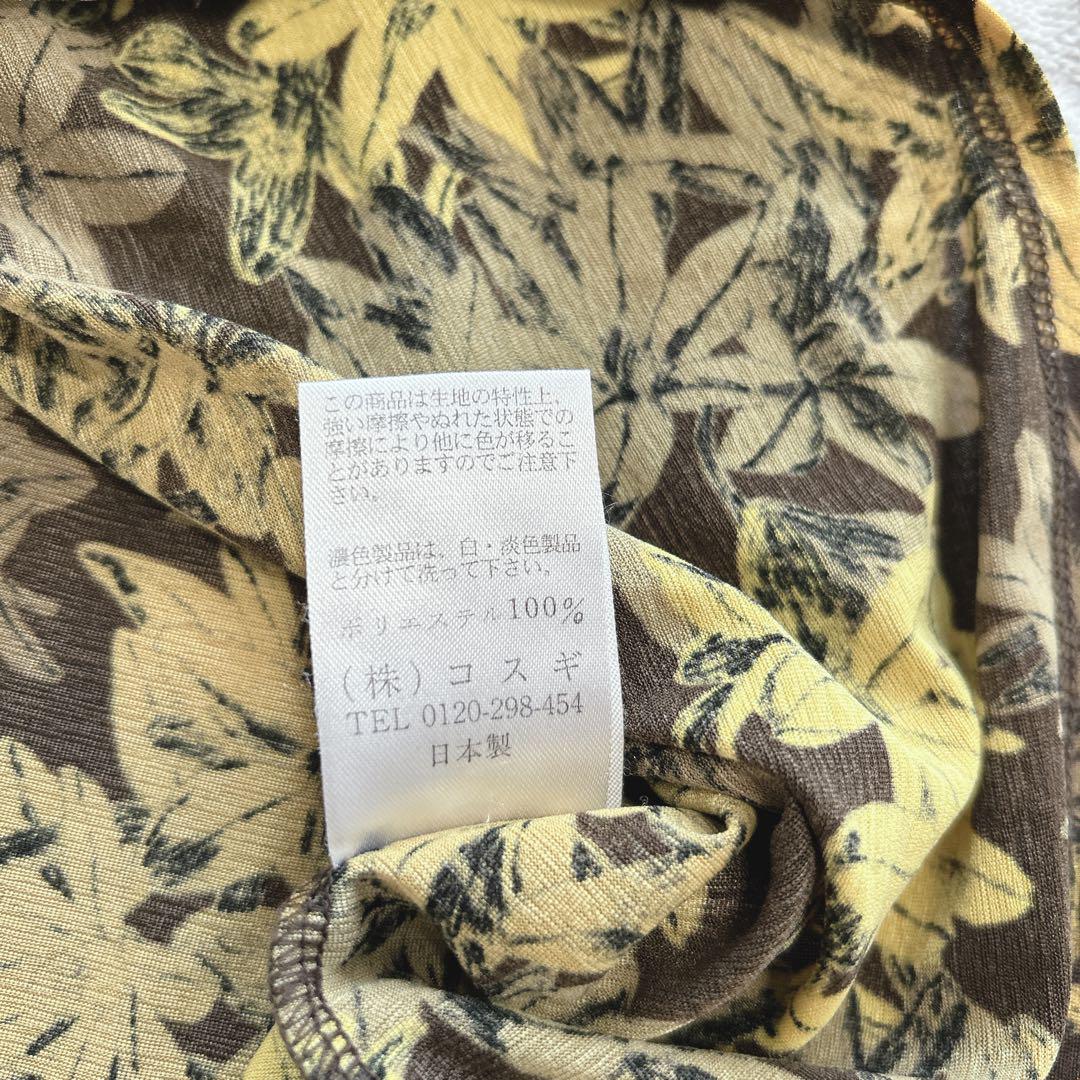 この商品は生地の特性上、
強い摩擦やぬれた状態での
摩擦により他に色が移るこ
とがありますのでご注意下
さい。
濃色製品は、白・淡色製品
と分けて洗って下さい。
ポリエステル100%
(株)コスギ
TEL 0120-298-454
日本製